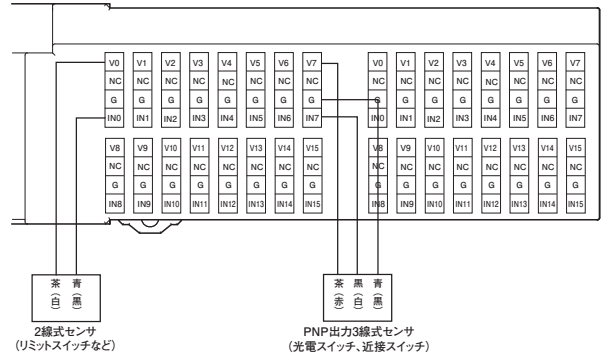 V0 V1 V2 V3 V4 V5 V6 V7 V0 V1 V2 V3 V4 V5 V6 V7
NC NC NC NC NC NC NC NC NC NC NC NC NC NC NC NC
G G G G G G G G G G G G G G G G
IN0 IN1 IN2 IN3 IN4 IN5 IN6 IN7 IN0 IN1 IN2 IN3 IN4 IN5 IN6 IN7
V8 V9 V10 V11 V12 V13 V14 V15 V8 V9 V10 V11 V12 V13 V14 V15
NC NC NC NC NC NC NC NC NC NC NC NC NC NC NC NC
G G G G G G G G G G G G G G G G
IN8 IN9 IN10 IN11 IN12 IN13 IN14 IN15 IN8 IN9 IN10 IN11 IN12 IN13 IN14 IN15
茶(白) 青(黒)
2線式センサ
(リミットスイッチなど)
茶(赤) 黒(白) 青(黒)
PNP出力3線式センサ
(光電スイッチ、近接スイッチ)